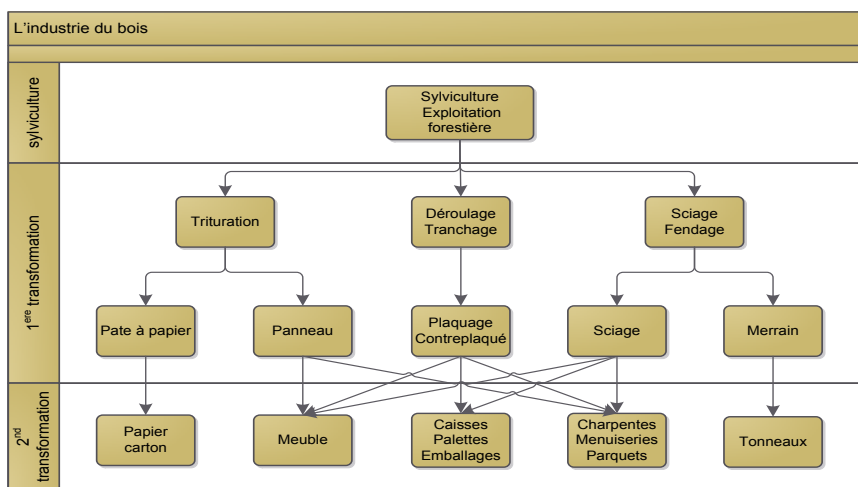 L'industrie du bois
sylviculture
Sylviculture
Exploitation
forestière
1ere transformation
Trituration
Déroulage
Tranchage
Sciage
Fendage
Pate à papier
Panneau
Plaquage
Contreplaqué
Sciage
Merrain
2nd
transformation
Papier
carton
Meuble
Caisses
Palettes
Emballages
Charpentes
Menuiseries
Parquets
Tonneaux